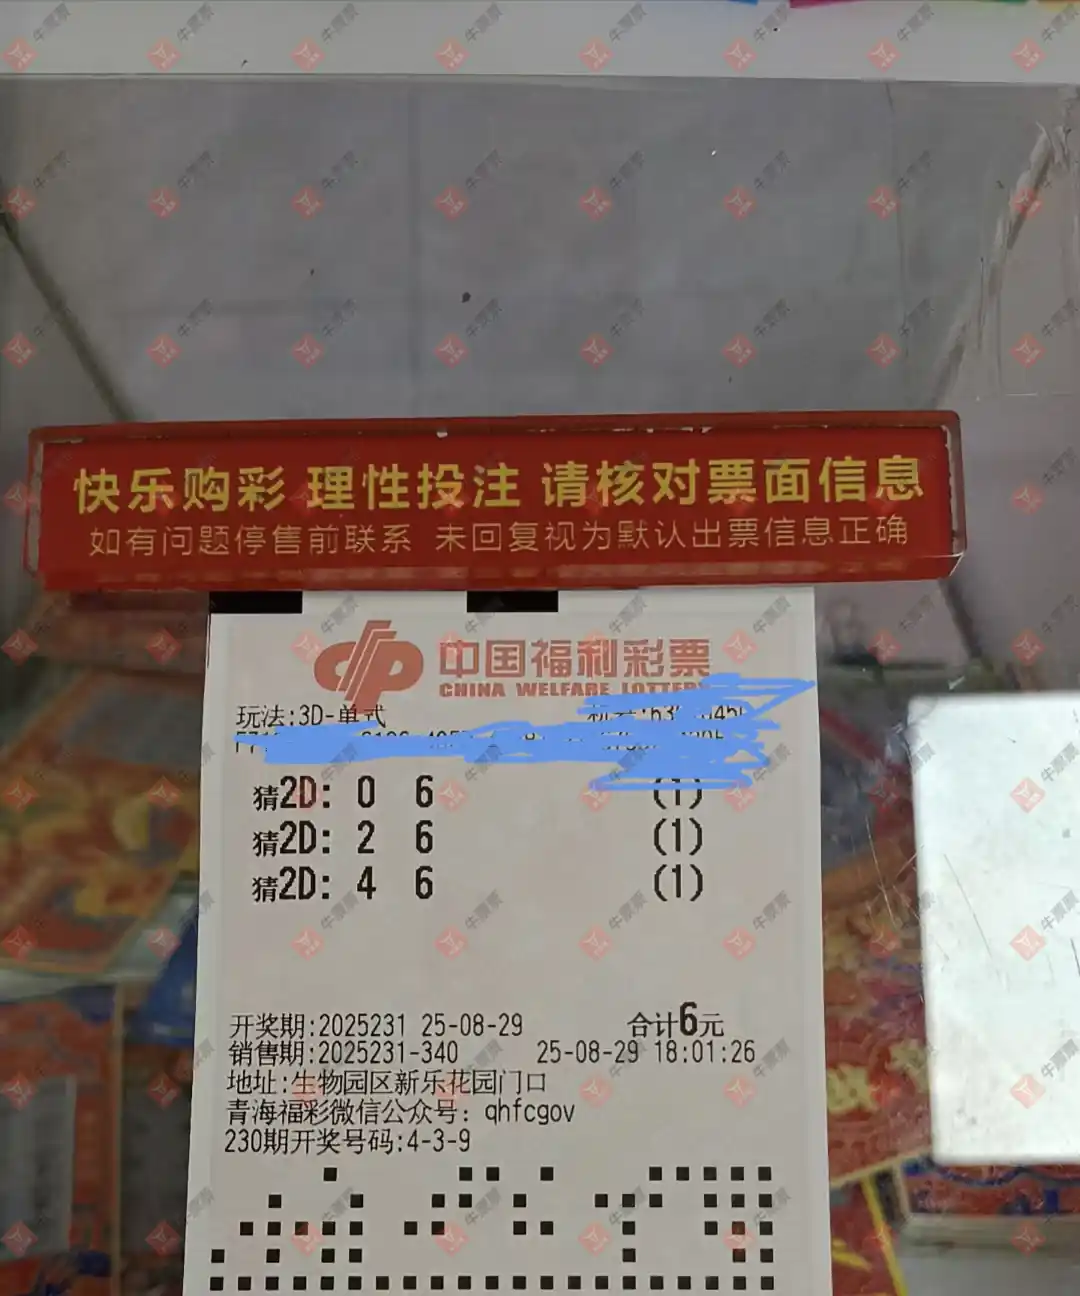 快乐购彩 理性投注 请核对票面信息
如有问题停售前联系 未回复视为默认出票信息正确
中国福利彩票
CHINA WELFARE LOTTERY
玩法:3D-单式
猜2D: 0 6 (1)
猜2D: 2 6 (1)
猜2D: 4 6 (1)
开奖期:2025231 25-08-29 合计6元
销售期:2025231-340 25-08-29 18:01:26
地址:生物园区新乐花园门口
青海福彩微信公众号: qhfcgov
230期开奖号码:4-3-9
牛票票